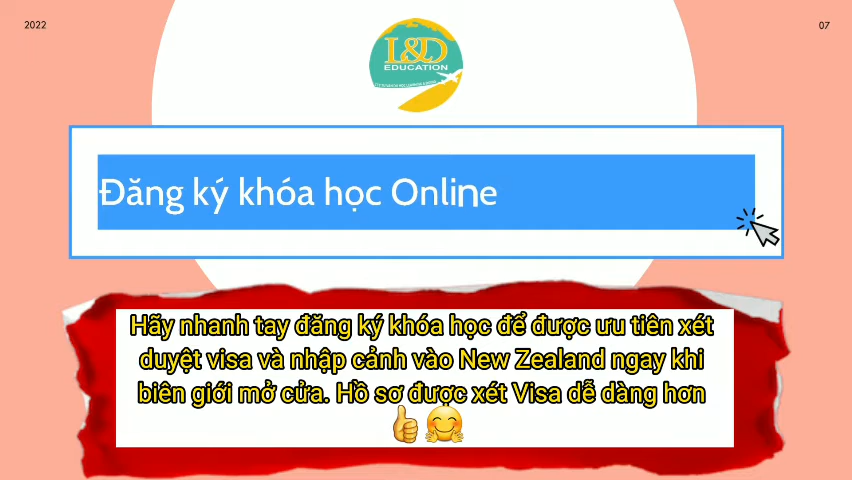 2022
07
L&D
EDUCATION
Đăng ký khóa học Online
Hãy nhanh tay đăng ký khóa học để được ưu tiên xét
duyệt visa và nhập cảnh vào New Zealand ngay khi
biên giới mở cửa. Hồ sơ được xét Visa dễ dàng hơn
👍🤗